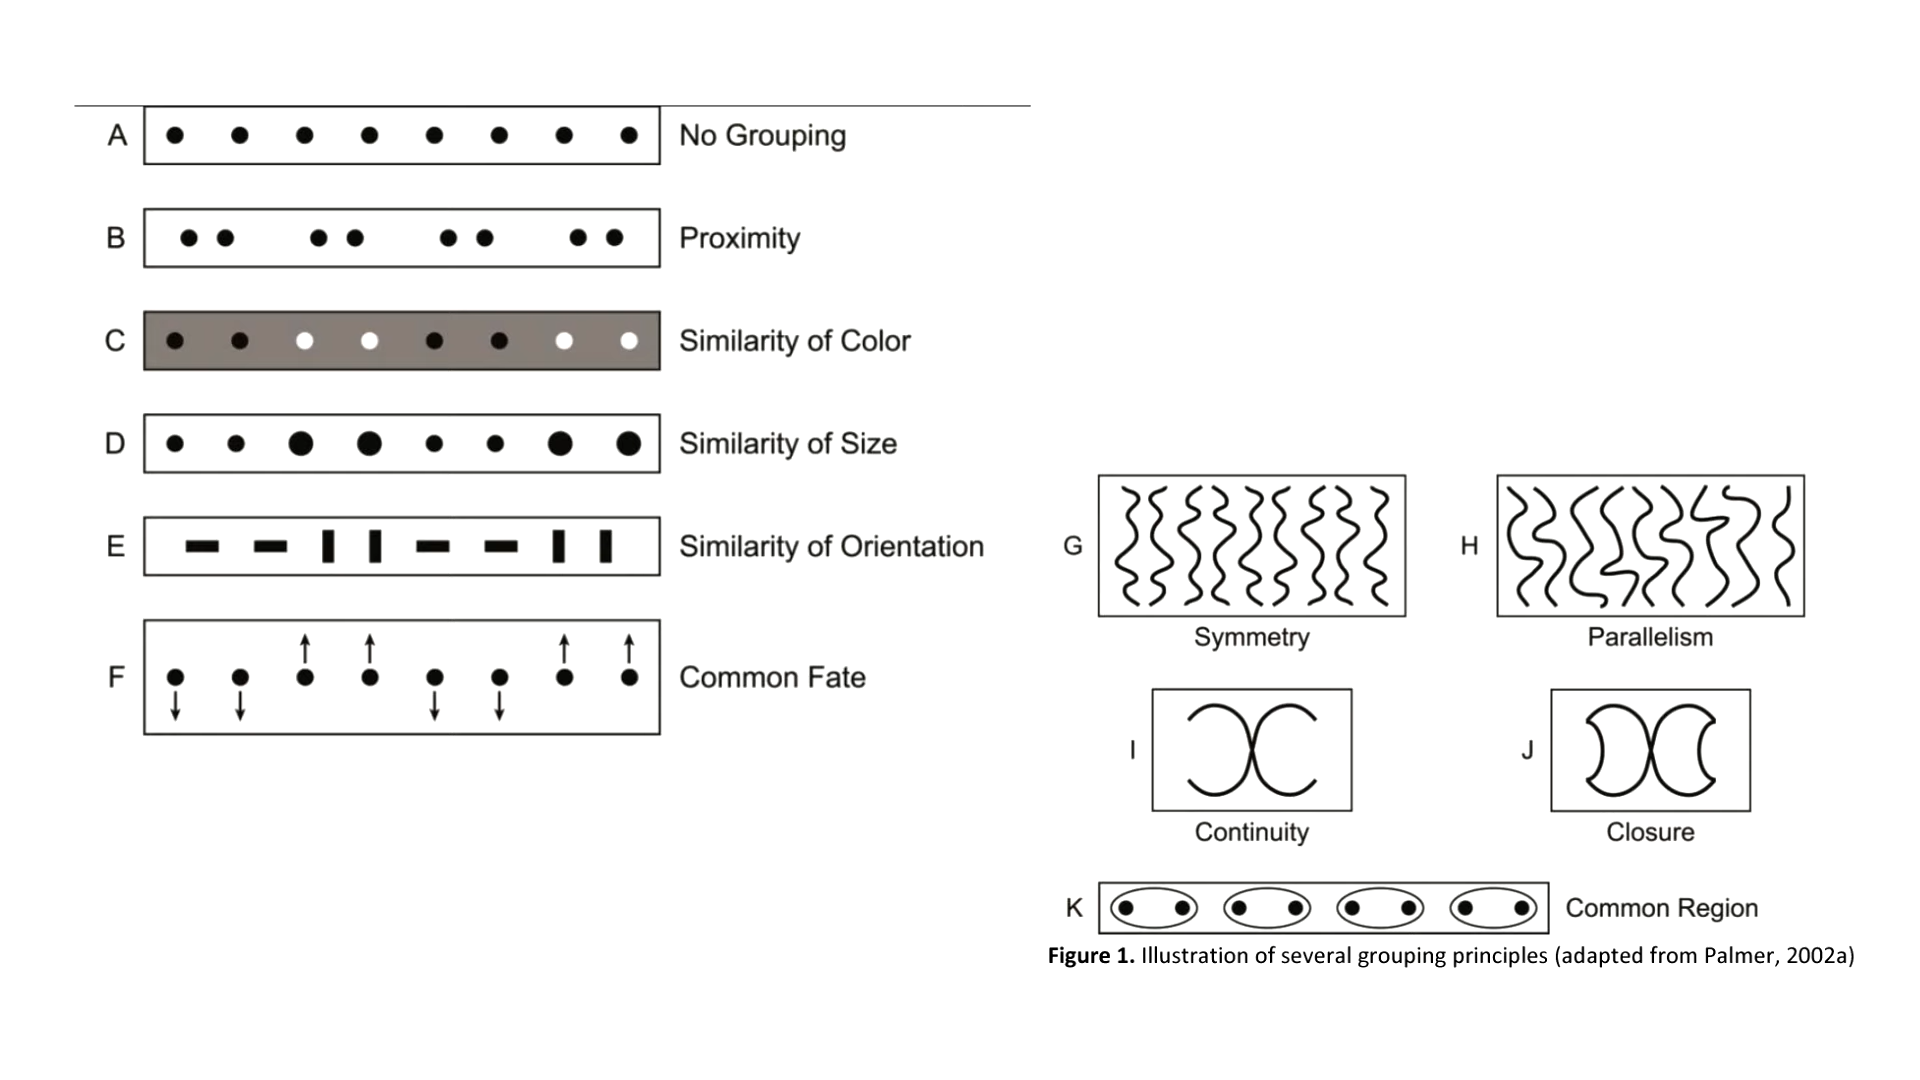 A No Grouping
B Proximity
C Similarity of Color
D Similarity of Size
E Similarity of Orientation
F Common Fate
G H
Symmetry Parallelism
I J
Continuity Closure
K Common Region
Figure 1. Illustration of several grouping principles (adapted from Palmer, 2002a)